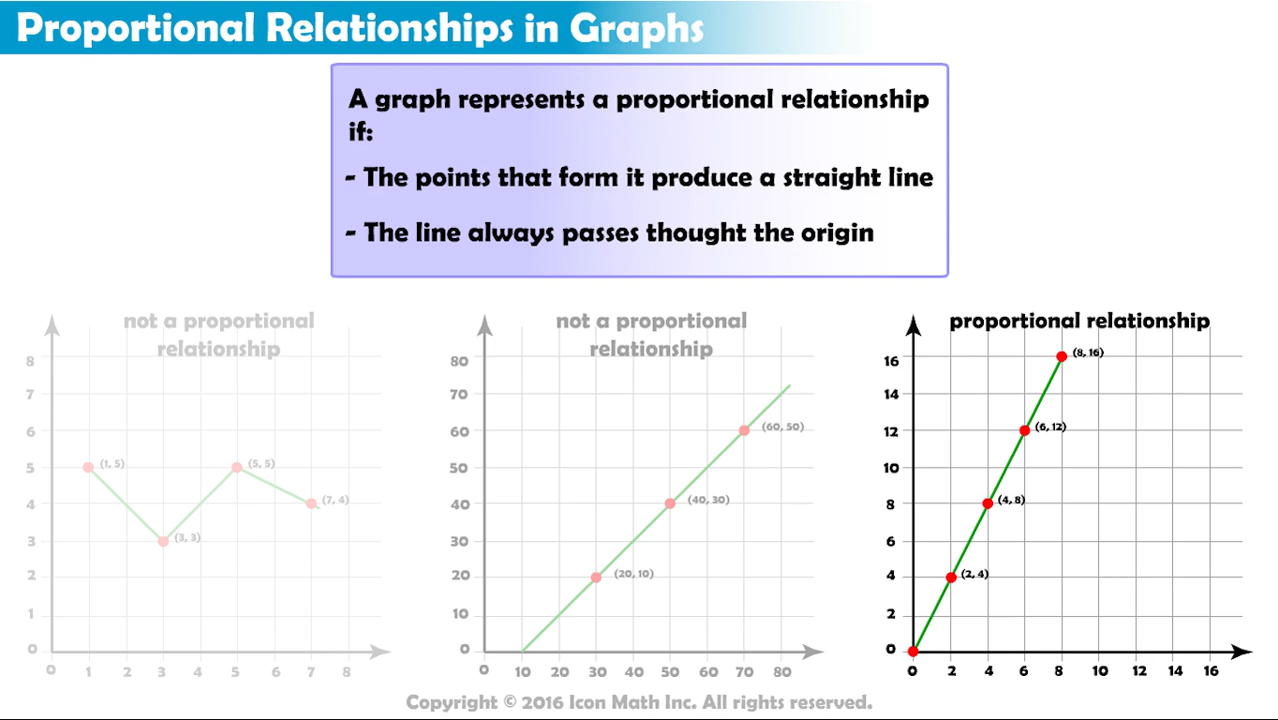 Proportional Relationships in Graphs
A graph represents a proportional relationship
if:
- The points that form it produce a straight line
- The line always passes thought the origin
not a proportional
relationship
8
7
6
5
4
3
2
1
0
(1, 5)
(3, 3)
(5, 5)
(7, 4)
0 1 2 3 4 5 6 7 8
not a proportional
relationship
80
70
60
50
40
30
20
10
0
(60, 50)
(40, 30)
(20, 10)
0 10 20 30 40 50 60 70 80
proportional relationship
16
14
12
10
8
6
4
2
0
(8, 16)
(6, 12)
(4, 8)
(2, 4)
0 2 4 6 8 10 12 14 16
Copyright © 2016 Icon Math Inc. All rights reserved.